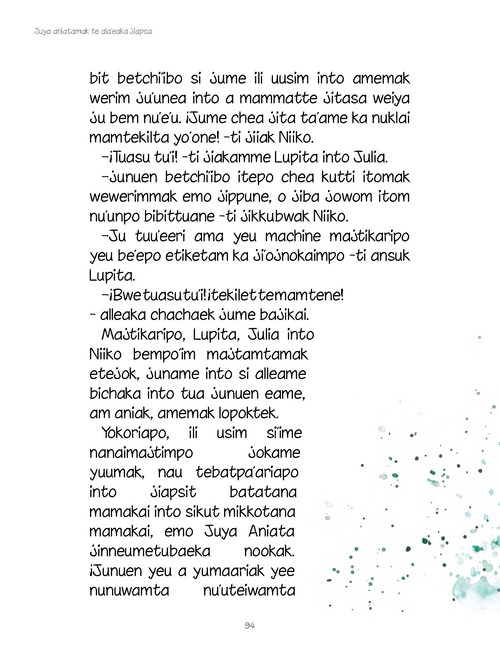 Juya aniatamak te ala'eaka jiapsa
bit betchi'ibo si jume ili uusim into amemak
werim ju'unea into a mammatte jitasa weiya
ju bem nu'e'u. ¡Jume chea jita ta'ame ka nuklai
mamtekilta yo'one! -ti jiiak Niiko.
–¡Tuasu tu'i! -ti jiakamme Lupita into Julia.
–Junuen betchi'ibo itepo chea kutti itomak
wewerimmak emo jippune, o jiba jowom itom
nu'unpo bibittuane -ti jikkubwak Niiko.
–Ju tuu'eeri ama yeu machine majtikaripo
yeu be'epo etiketam ka ji'ojnokaimpo -ti ansuk
Lupita.
–¡Bwe tuasu tu'i! ¡tekilet temamtene!
- alleaka chachaek jume bajikai.
Majtikaripo, Lupita, Julia into
Niiko bempo'im majtamtamak
etejok, juname into si alleame
bichaka into tua junuen eame,
am aniak, amemak lopoktek.
Yokoriapo, ili usim si'ime
nanaimajtimpo jokame
yuumak, nau tebatpa'ariapo
into jiapsit batatana
mamakai into sikut mikkotana
mamakai, emo Juya Aniata
jinneumetubaeka nookak.
¡Junuen yeu a yumaariak yee
nunuwamta nu'uteiwamta
94